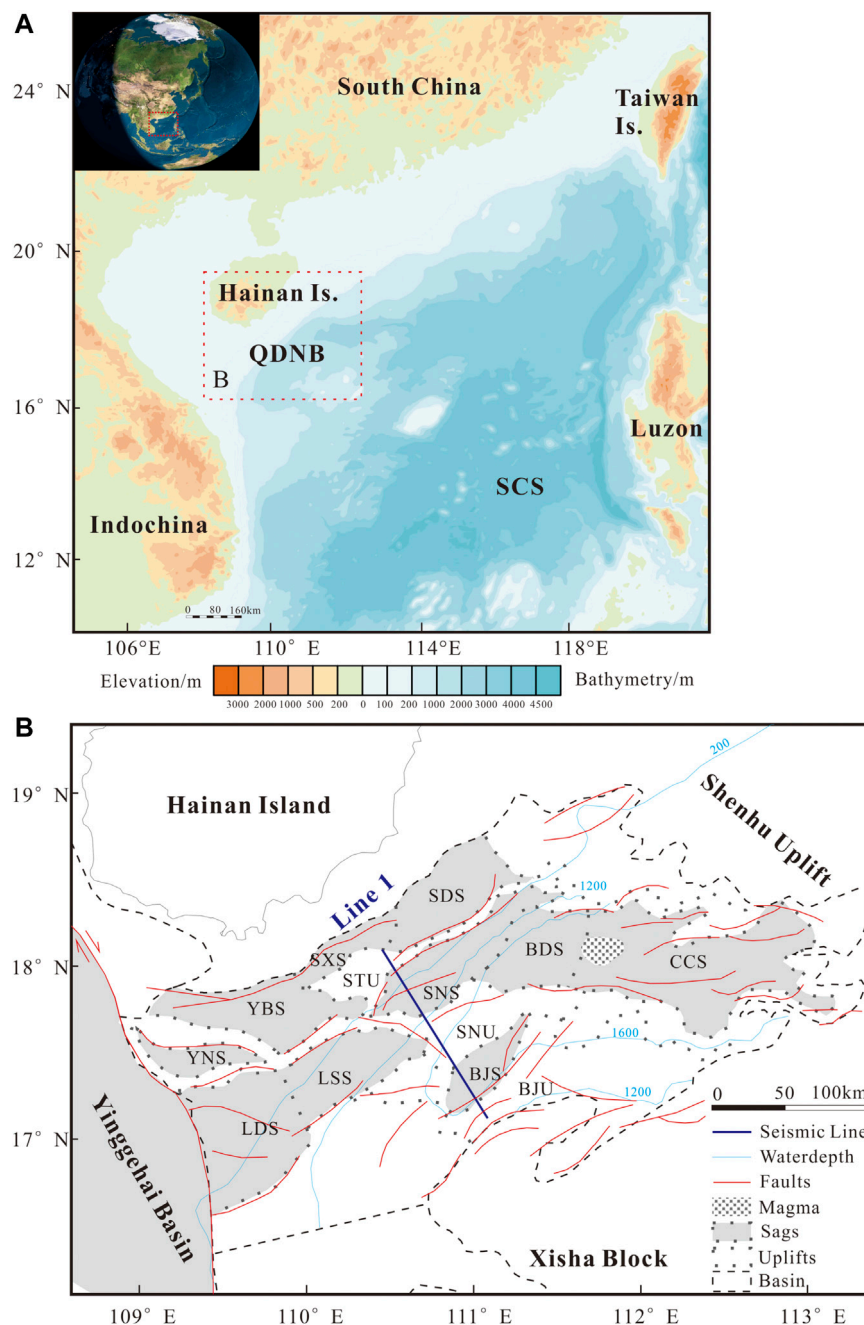 A
South China
Taiwan
Is.
Hainan Is.
QDNB
B
Luzon
SCS
Indochina
24° N
20° N
16° N
12° N
0 80 160km
106°E
110° E
114°E
118°E
Elevation/m
Bathymetry/m
3000 2000 1000 500 200 0 100 200 1000 2000 3000 4500
B
19° N
18° N
17° N
Hainan Island
Shenhu Uplift
200
1200
Line 1
SDS
BDS
CCS
SXS
STU
SNS
YBS
SNU
1600
YNS
LSS
BJS
BJU
1200
LDS
Yinggehai Basin
Xisha Block
0 50 100km
Seismic Line
Waterdepth
Faults
Magma
Sags
Uplifts
Basin
109° E
110° E
111° E
112° E
113° E